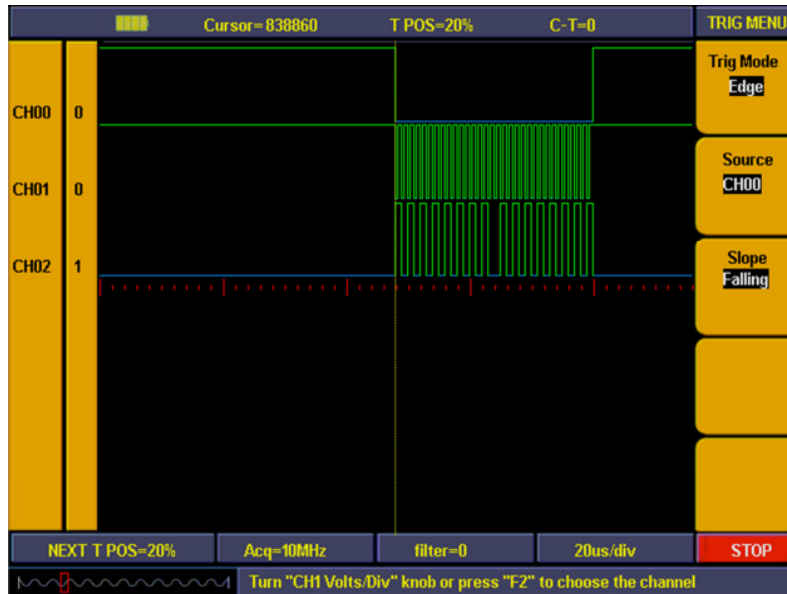 Cursor=838860 T POS=20% C-T=0 TRIG MENU
Trig Mode
Edge
CH00 0
Source
CH00
CH01 0
Slope
Falling
CH02 1
NEXT T POS=20% Acq=10MHz filter=0 20us/div STOP
Turn "CH1 Volts/Div" knob or press "F2" to choose the channel